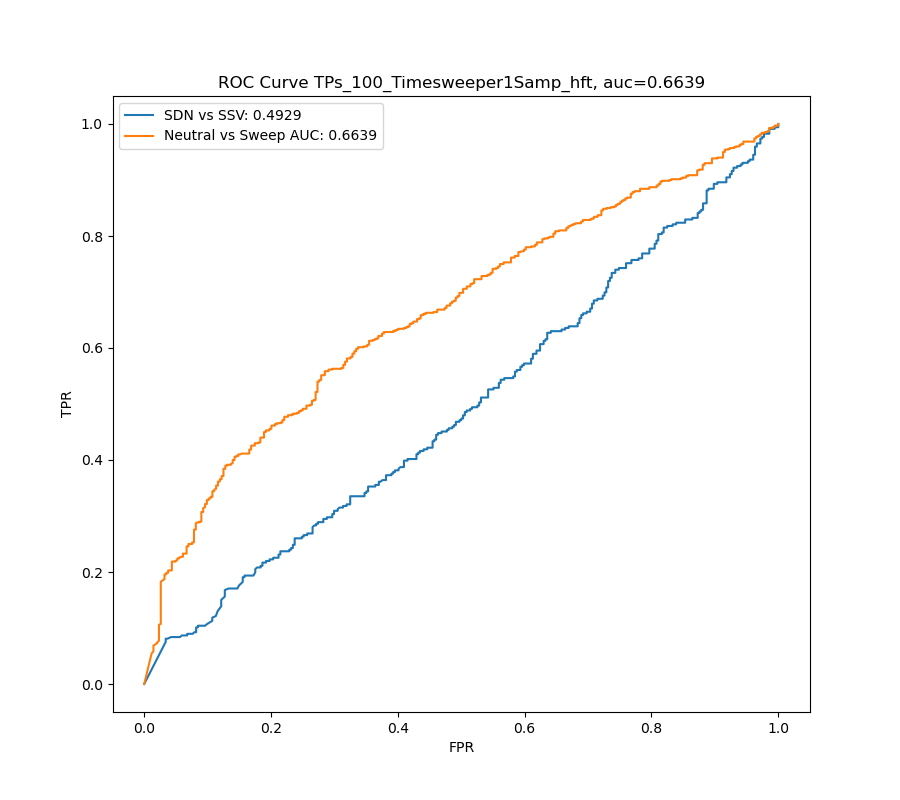 ROC Curve TPs_100_Timesweeper1Samp_hft, auc=0.6639
SDN vs SSV: 0.4929
Neutral vs Sweep AUC: 0.6639
1.0
0.8
0.6
0.4
0.2
0.0
TPR
0.0 0.2 0.4 0.6 0.8 1.0
FPR